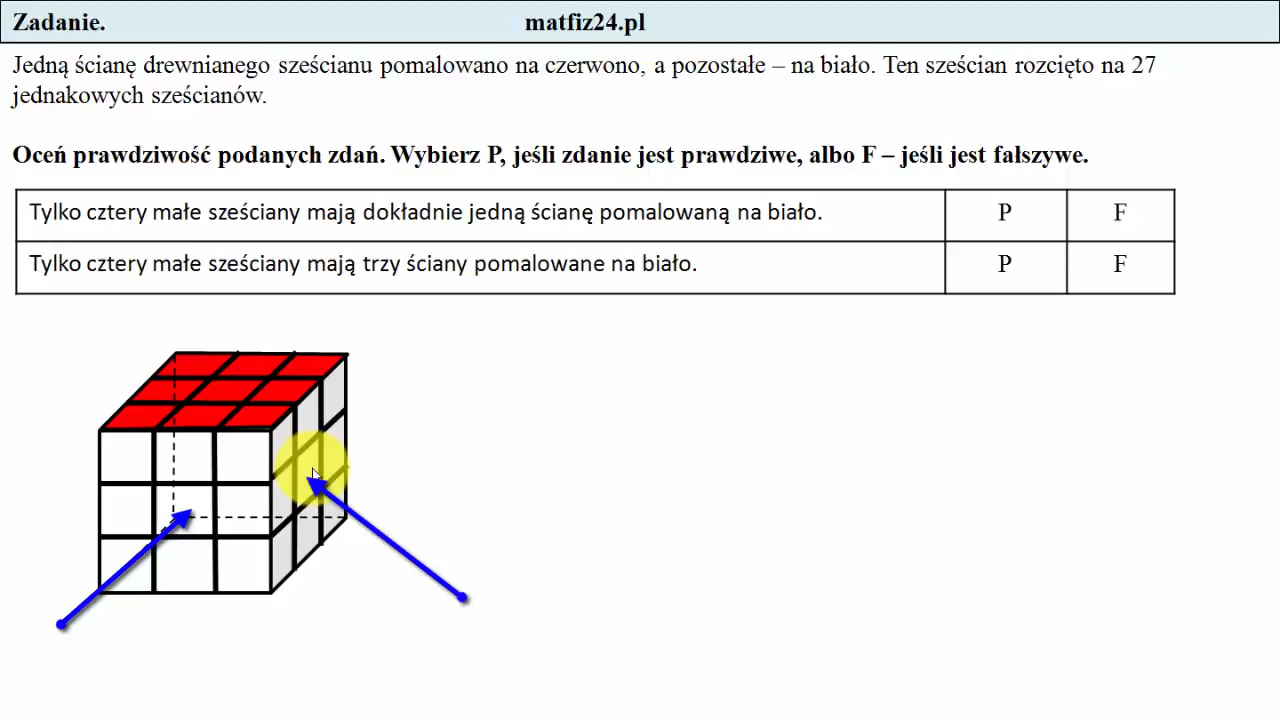 Zadanie. matfiz24.pl
Jedną ścianę drewnianego sześcianu pomalowano na czerwono, a pozostałe – na biało. Ten sześcian rozcięto na 27
jednakowych sześcianów.
Oceń prawdziwość podanych zdań. Wybierz P, jeśli zdanie jest prawdziwe, albo F – jeśli jest fałszywe.
Tylko cztery małe sześciany mają dokładnie jedną ścianę pomalowaną na biało. P F
Tylko cztery małe sześciany mają trzy ściany pomalowane na biało. P F